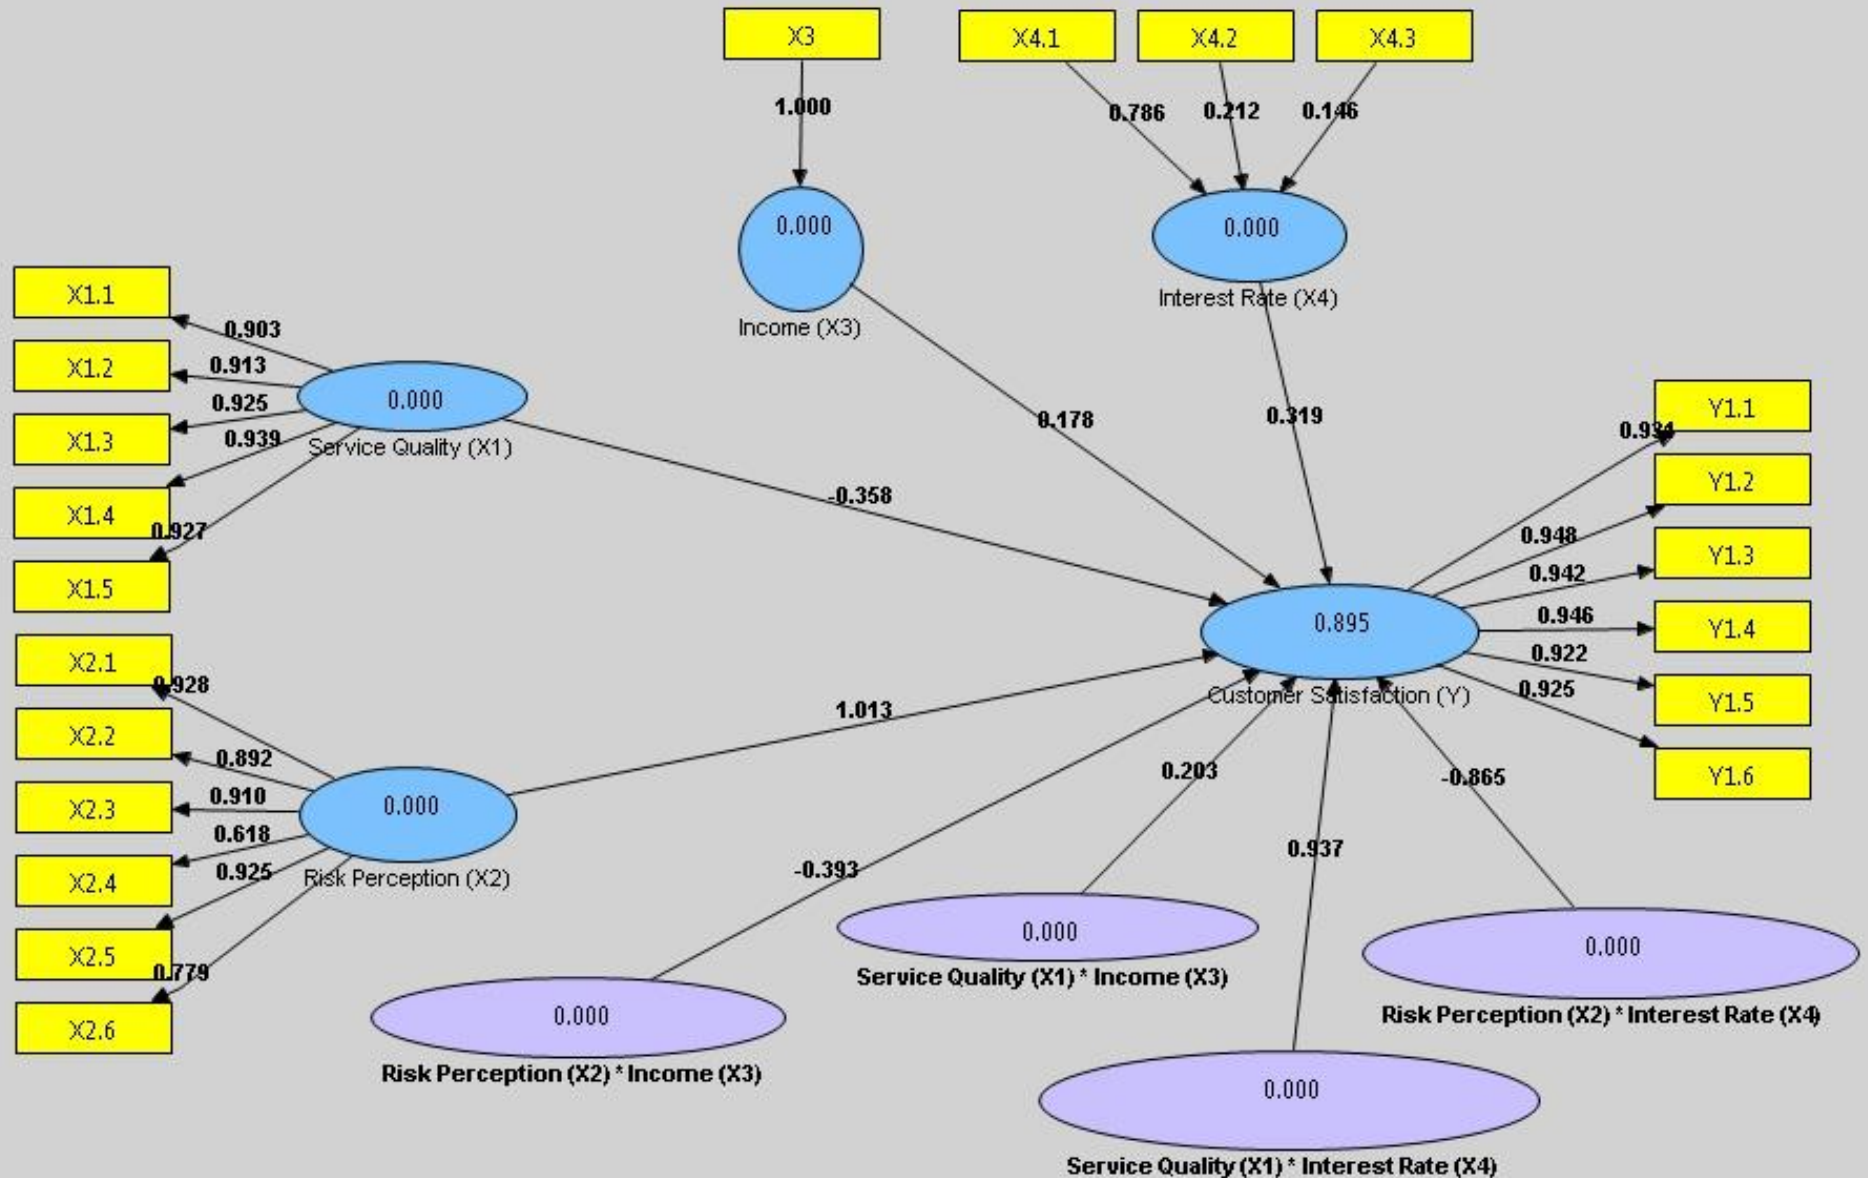 X3
X4.1
X4.2
X4.3
1.000
0.786
0.212
0.146
0.000
Income (X3)
0.000
Interest Rate (X4)
X1.1
X1.2
X1.3
X1.4
X1.5
0.903
0.913
0.925
0.939
0.927
0.000
Service Quality (X1)
0.178
0.319
-0.358
X2.1
X2.2
X2.3
X2.4
X2.5
X2.6
0.928
0.892
0.910
0.618
0.925
0.779
0.000
Risk Perception (X2)
1.013
0.895
Customer Satisfaction (Y)
0.934
0.948
0.942
0.946
0.922
0.925
Y1.1
Y1.2
Y1.3
Y1.4
Y1.5
Y1.6
-0.393
0.203
0.937
-0.865
0.000
Risk Perception (X2) * Income (X3)
0.000
Service Quality (X1) * Income (X3)
0.000
Service Quality (X1) * Interest Rate (X4)
0.000
Risk Perception (X2) * Interest Rate (X4)